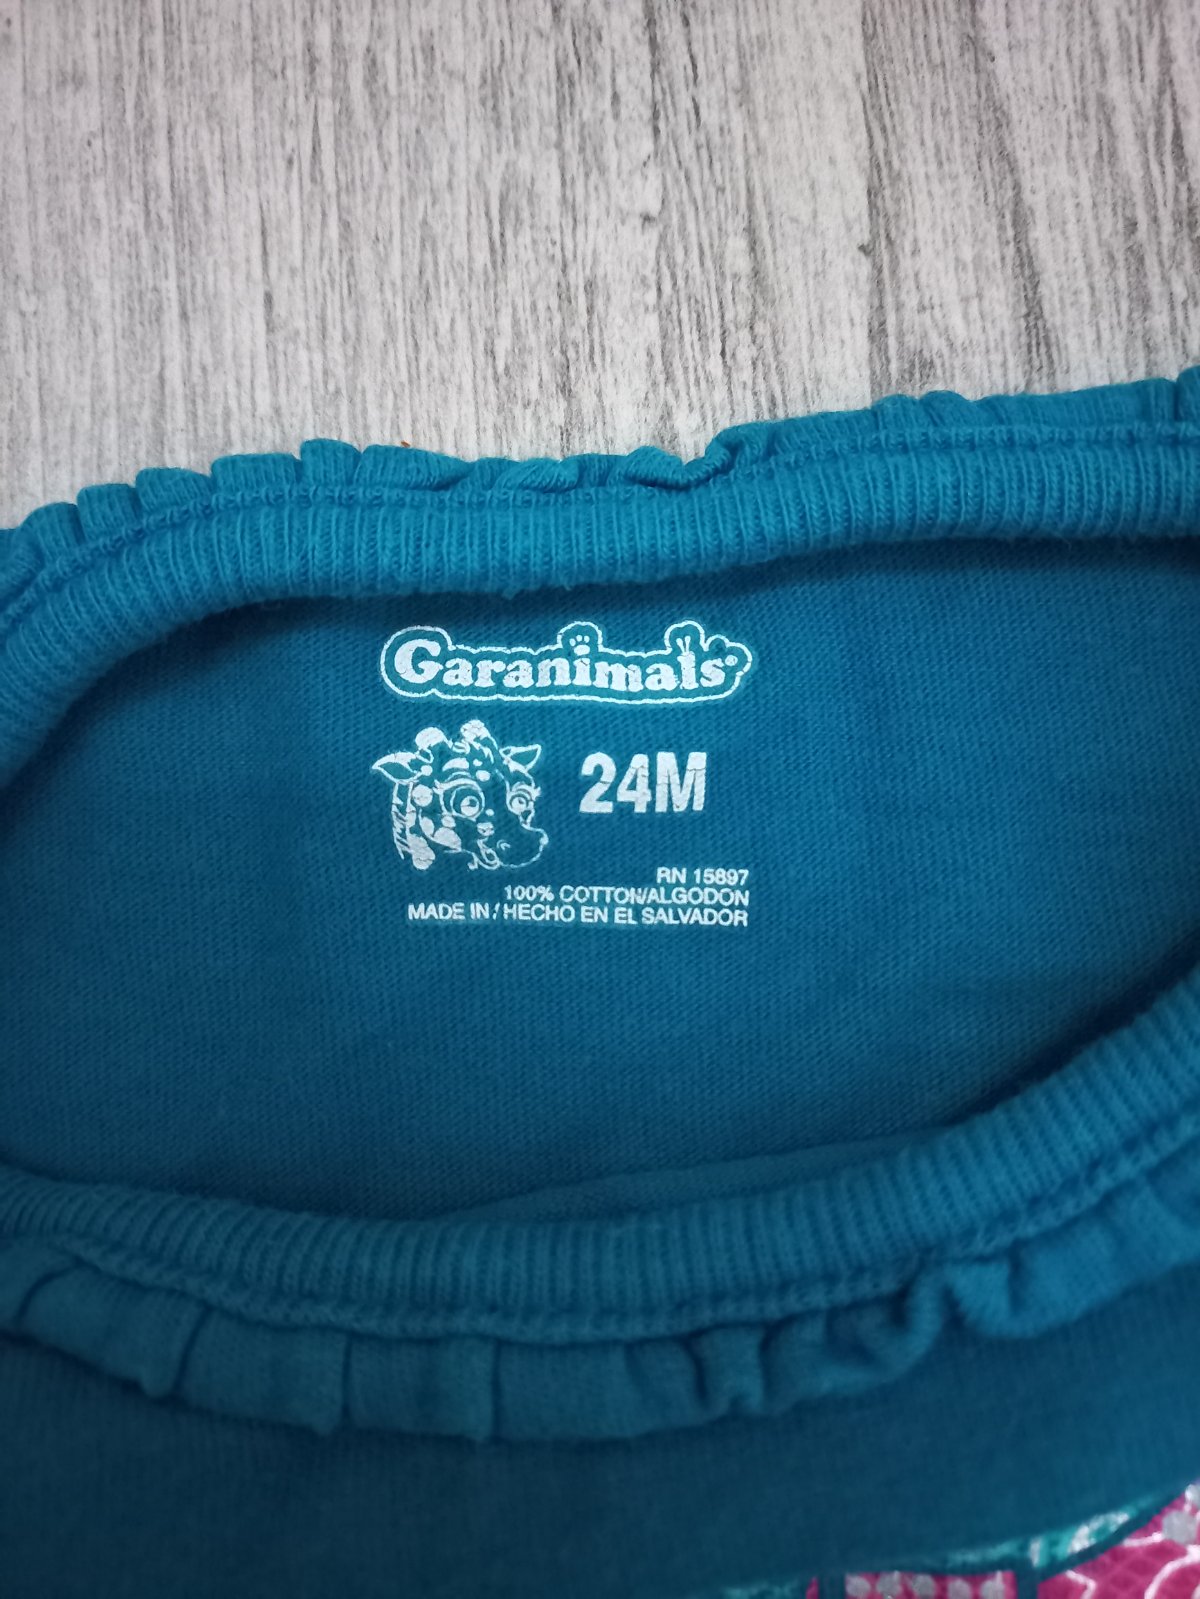 Garanimals
24M
RN 15897
100% COTTON/ALGODON
MADE IN / HECHO EN EL SALVADOR